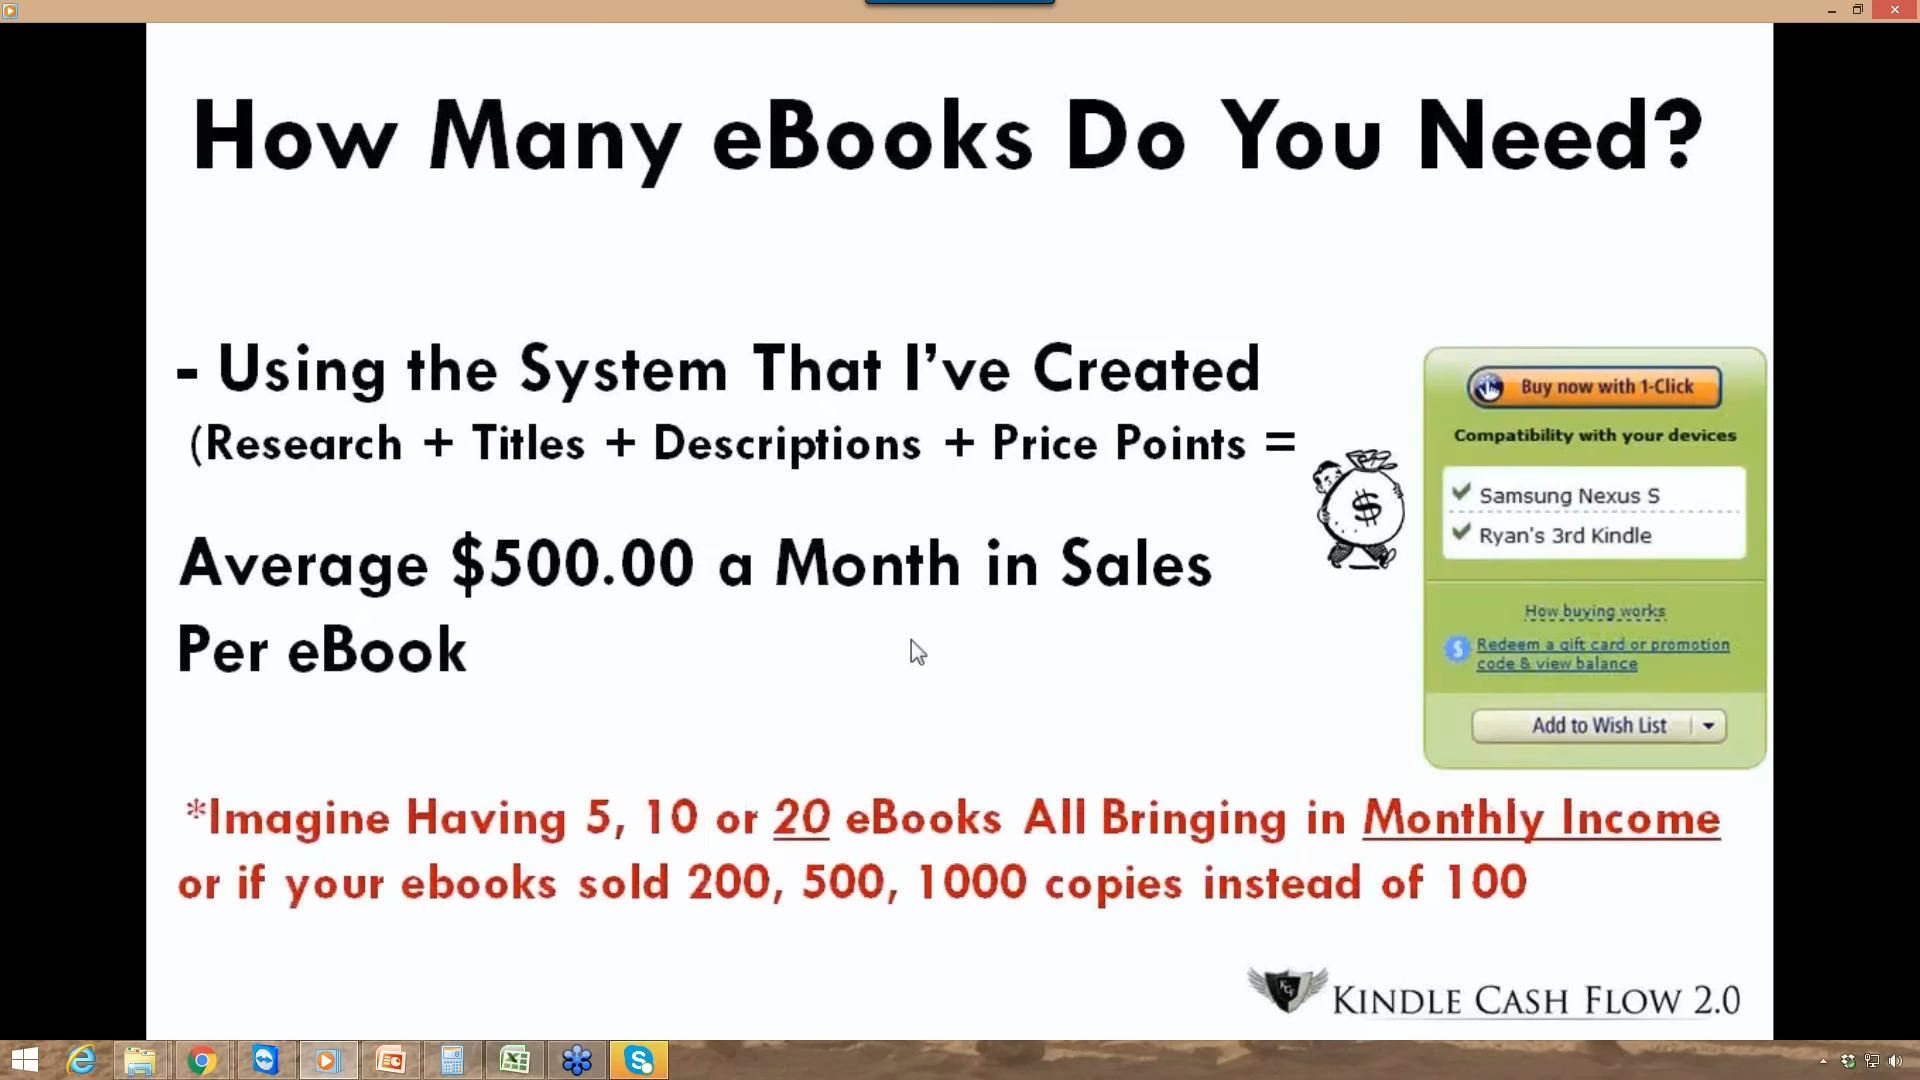 How Many eBooks Do You Need?
- Using the System That I've Created
(Research + Titles + Descriptions + Price Points =
$
Average $500.00 a Month in Sales
Per eBook
Buy now with 1-Click
Compatibility with your devices
Samsung Nexus S
Ryan's 3rd Kindle
How buying works
$ Redeem a gift card or promotion
code & view balance
Add to Wish List
*Imagine Having 5, 10 or 20 eBooks All Bringing in Monthly Income
or if your ebooks sold 200, 500, 1000 copies instead of 100
KCF
KINDLE CASH FLOW 2.0